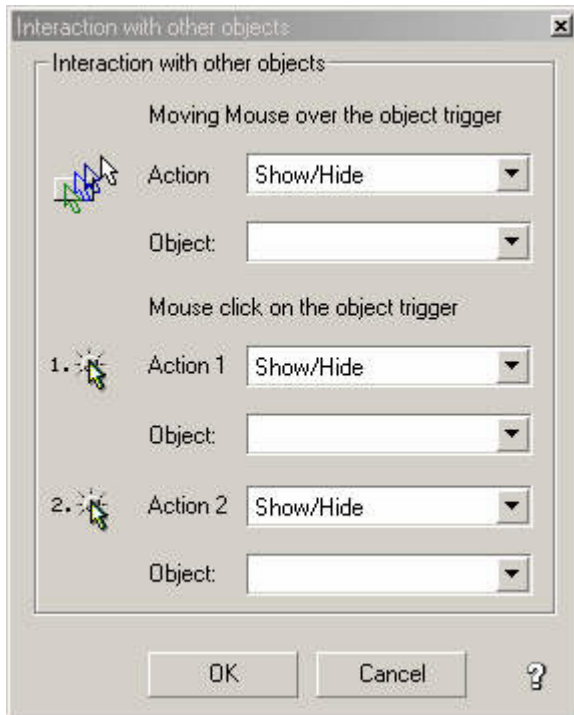 Interaction with other objects
Interaction with other objects
Moving Mouse over the object trigger
Action Show/Hide
Object:
Mouse click on the object trigger
1. Action 1 Show/Hide
Object:
2. Action 2 Show/Hide
Object:
OK Cancel ?